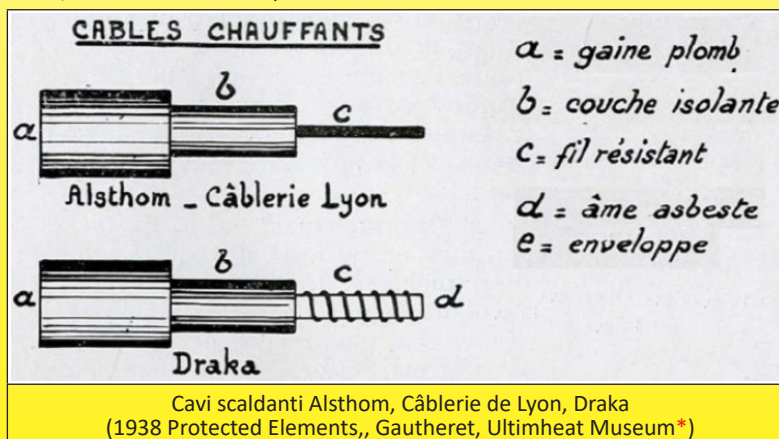 CABLES CHAUFFANTS
a = gaine plomb
b = couche isolante
c = fil résistant
d = âme asbeste
e = enveloppe
a b c
Alsthom _ Câblerie Lyon
a b c d
Draka
Cavi scaldanti Alsthom, Câblerie de Lyon, Draka
(1938 Protected Elements,, Gautheret, Ultimheat Museum*)